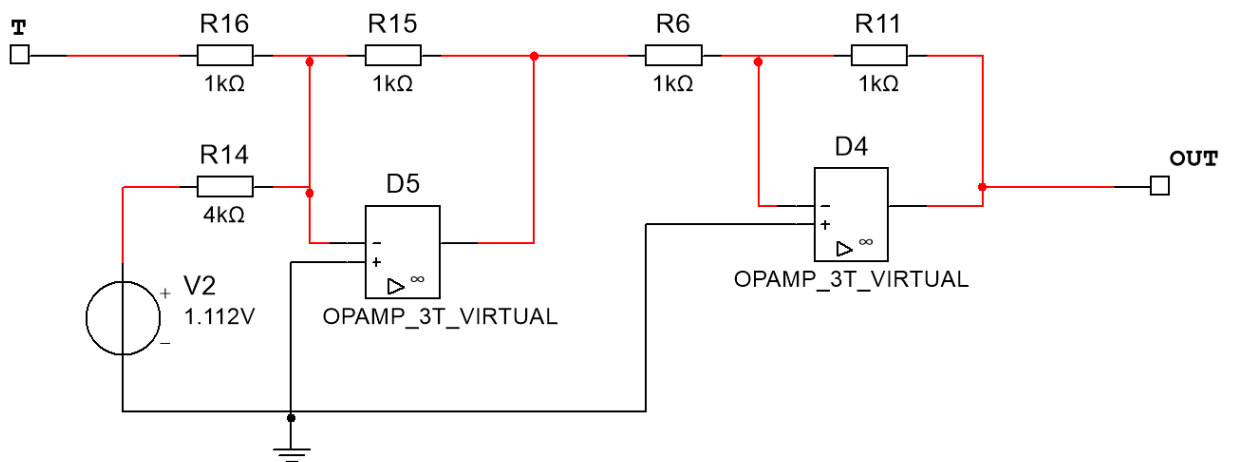 T
R16
1kΩ
R15
1kΩ
R6
1kΩ
R11
1kΩ
R14
4kΩ
D5
−
+
∞
OPAMP_3T_VIRTUAL
D4
−
+
∞
OPAMP_3T_VIRTUAL
OUT
+
V2
1.112V
−